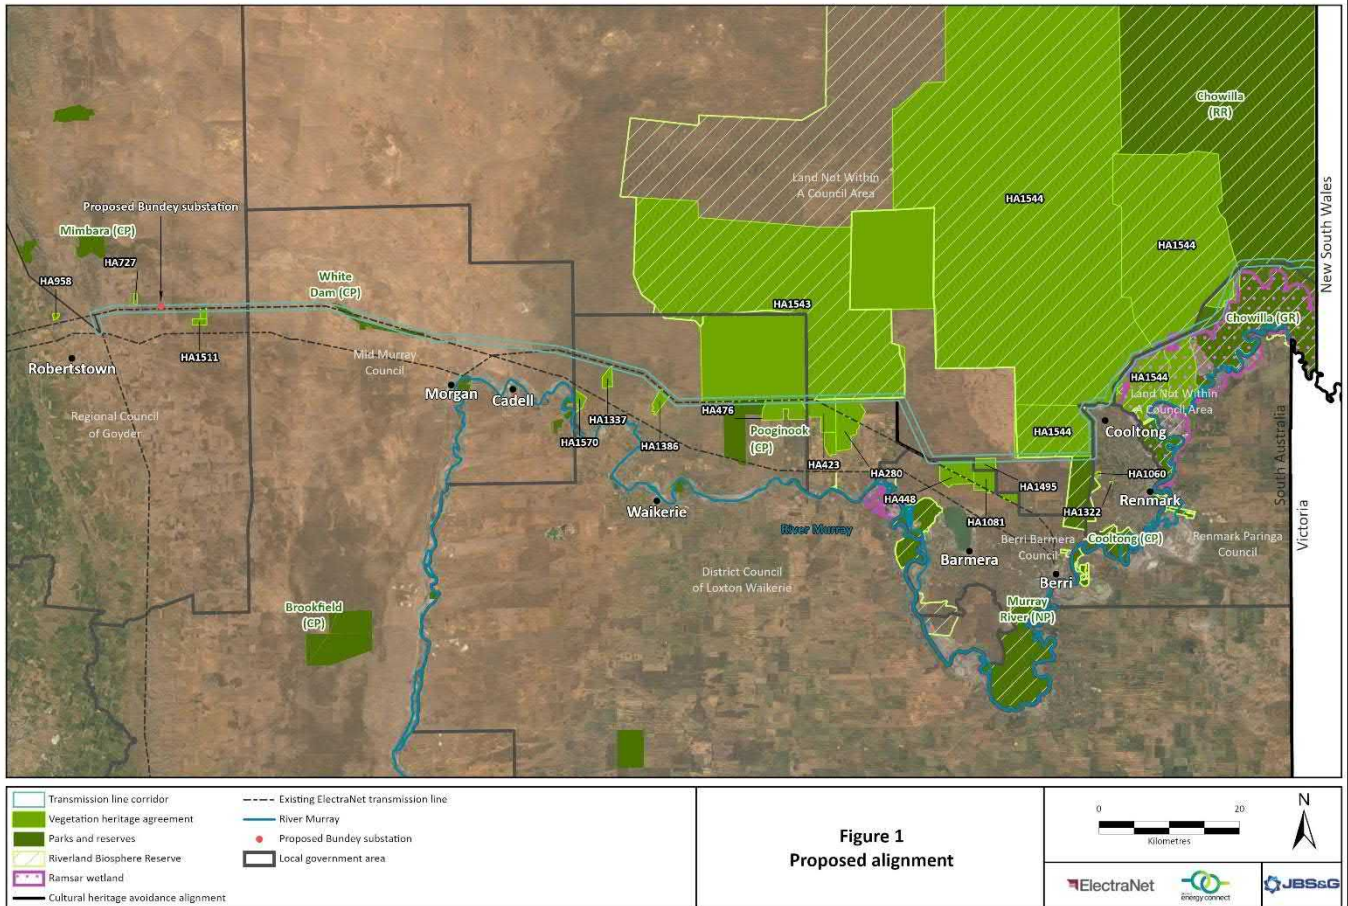 Chowilla
(RR)
New South Wales
Land Not Within
A Council Area
HA1544
Proposed Bundey substation
Mimbara (CP)
HA727
HA958
White
Dam (CP)
HA1544
HA1543
Chowilla (GR)
HA1511
Robertstown
Mid Murray
Council
Morgan
Cadell
HA1337
HA476
HA1544
Land Not Within
A Council Area
Regional Council
of Goyder
HA1570
HA1386
Pooginook
(CP)
HA1544
Cooltong
South Australia
HA423
HA280
HA1495
HA1060
Waikerie
HA448
HA1081
HA1322
Renmark
River Murray
Berri Barmera
Council
Cooltong (CP)
Renmark Paringa
Council
Victoria
Barmera
District Council
of Loxton Waikerie
Berri
Brookfield
(CP)
Murray
River (NP)
Transmission line corridor
Vegetation heritage agreement
Parks and reserves
Riverland Biosphere Reserve
Ramsar wetland
Cultural heritage avoidance alignment
Existing ElectraNet transmission line
River Murray
Proposed Bundey substation
Local government area
Figure 1
Proposed alignment
0 20
Kilometres
N
ElectraNet
energy connect
JBS&G